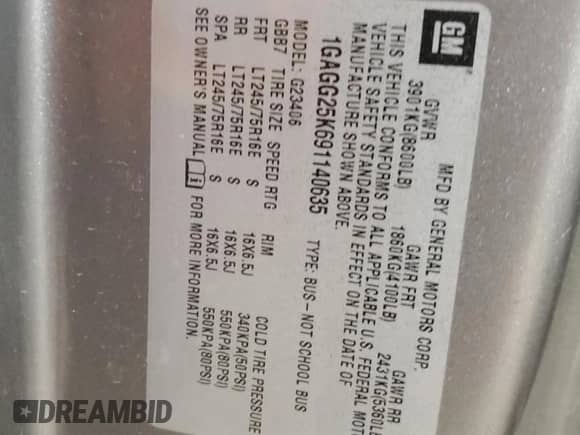 GM
MFD BY GENERAL MOTORS CORP.
GVWR GAWR FRT GAWR RR
3901KG(8600LB) 1860KG(4100LB) 2431KG(5360LB
THIS VEHICLE CONFORMS TO ALL APPLICABLE U.S. FEDERAL MOT
VEHICLE SAFETY STANDARDS IN EFFECT ON THE DATE OF
MANUFACTURE SHOWN ABOVE.
1GAGG25K691140635 TYPE: BUS-NOT SCHOOL BUS
MODEL: G23406
GBB7 TIRE SIZE SPEED RTG RIM COLD TIRE PRESSURE
FRT LT245/75R16E S 16X6.5J 340KPA(50PSI)
RR LT245/75R16E S 16X6.5J 550KPA(80PSI)
SPA LT245/75R16E S 16X6.5J 550KPA(80PSI)
SEE OWNER'S MANUAL FOR MORE INFORMATION.
DREAMBID